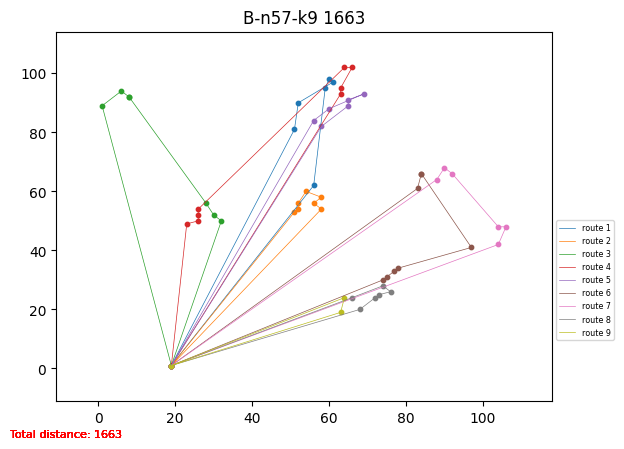 B-n57-k9 1663
100
80
60
40
20
0
0 20 40 60 80 100
route 1
route 2
route 3
route 4
route 5
route 6
route 7
route 8
route 9
Total distance: 1663